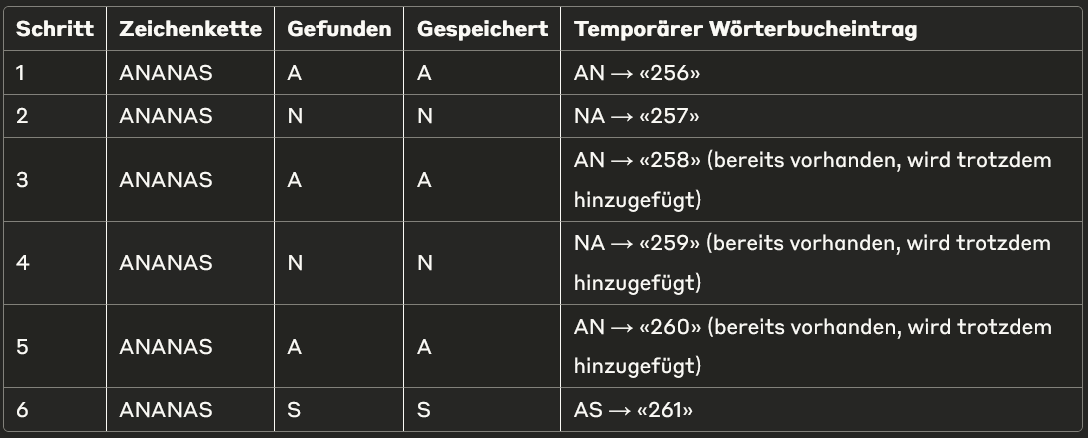 Schritt Zeichenkette Gefunden Gespeichert Temporärer Wörterbucheintrag
1 ANANAS A A AN → «256»
2 ANANAS N N NA → «257»
3 ANANAS A A AN → «258» (bereits vorhanden, wird trotzdem
hinzugefügt)
4 ANANAS N N NA → «259» (bereits vorhanden, wird trotzdem
hinzugefügt)
5 ANANAS A A AN → «260» (bereits vorhanden, wird trotzdem
hinzugefügt)
6 ANANAS S S AS → «261»